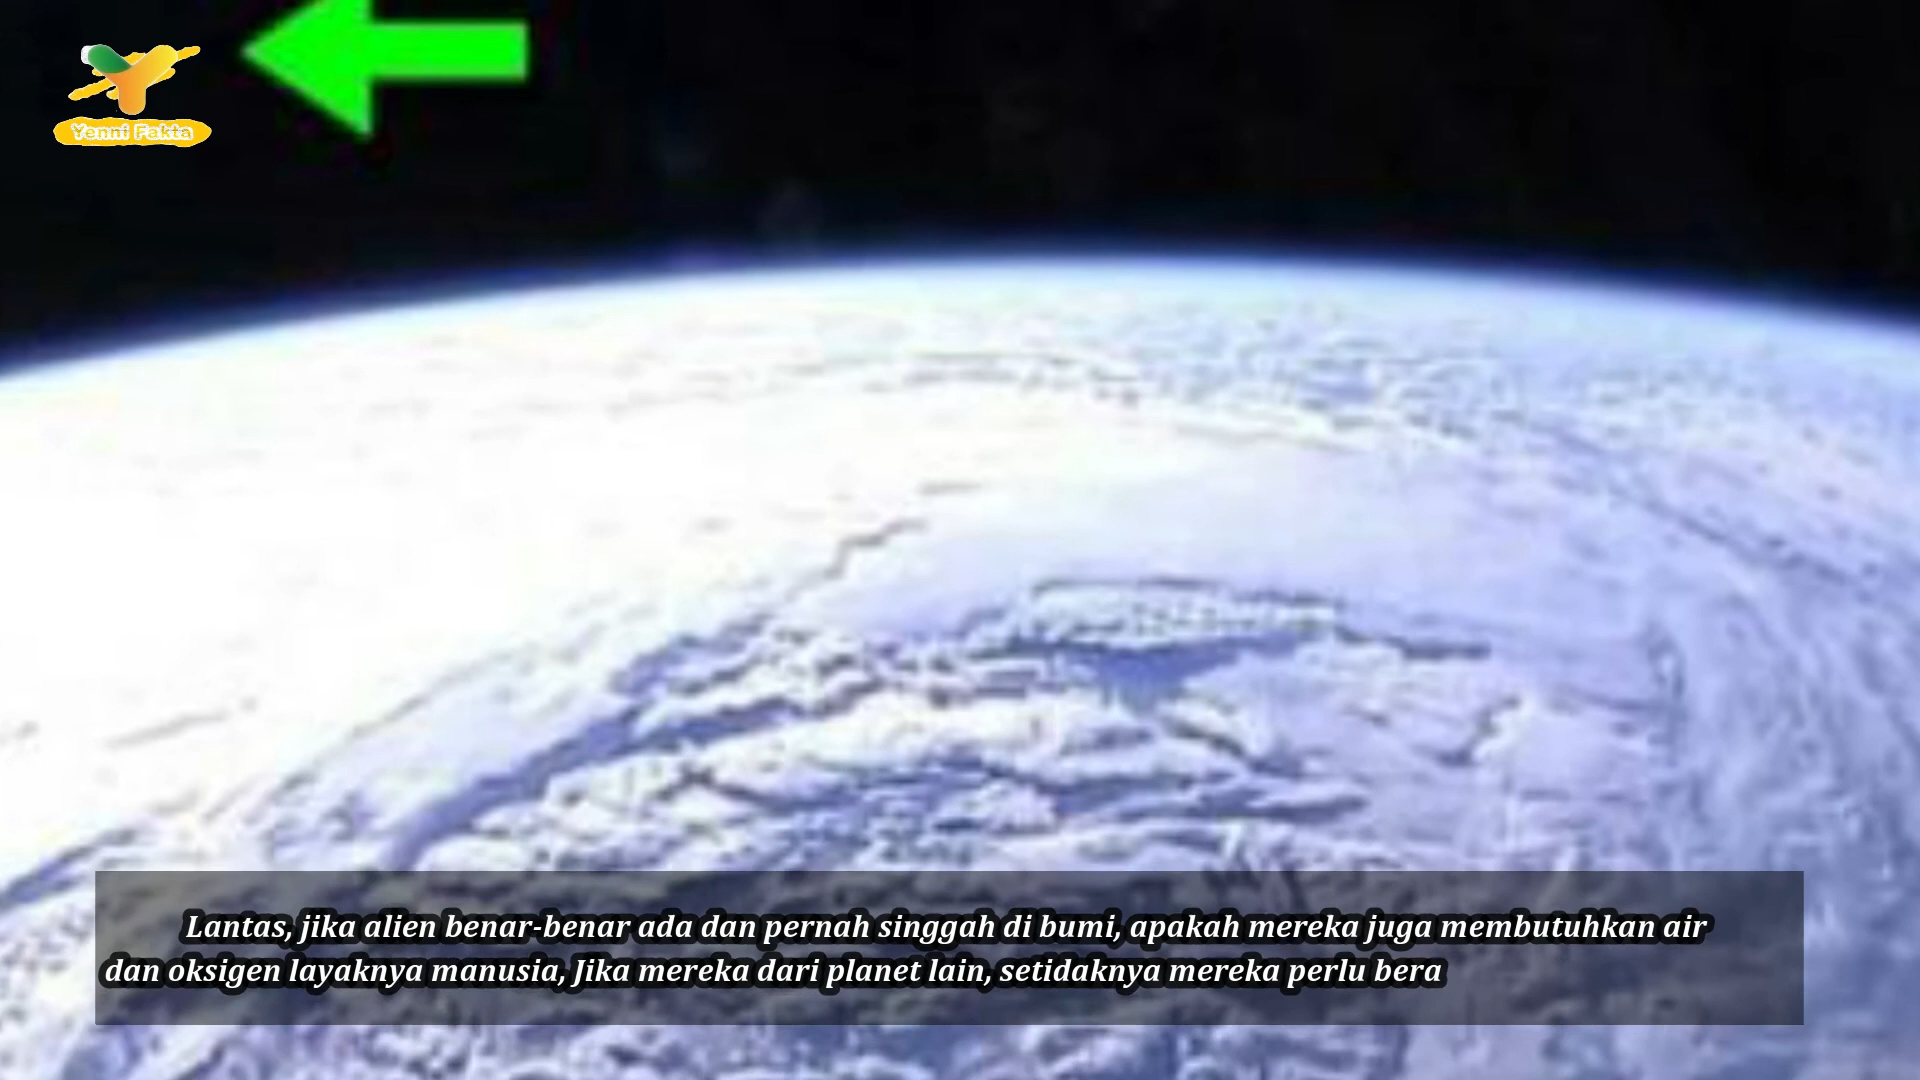 Yenni Fakta
Lantas, jika alien benar-benar ada dan pernah singgah di bumi, apakah mereka juga membutuhkan air
dan oksigen layaknya manusia, Jika mereka dari planet lain, setidaknya mereka perlu bera